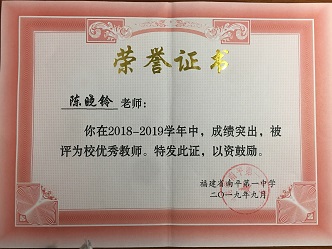 荣誉证书
陈晓铃 老师：
你在2018-2019学年中，成绩突出，被
评为校优秀教师。特发此证，以资鼓励。
福建省南平第一中学
二〇一九年九月